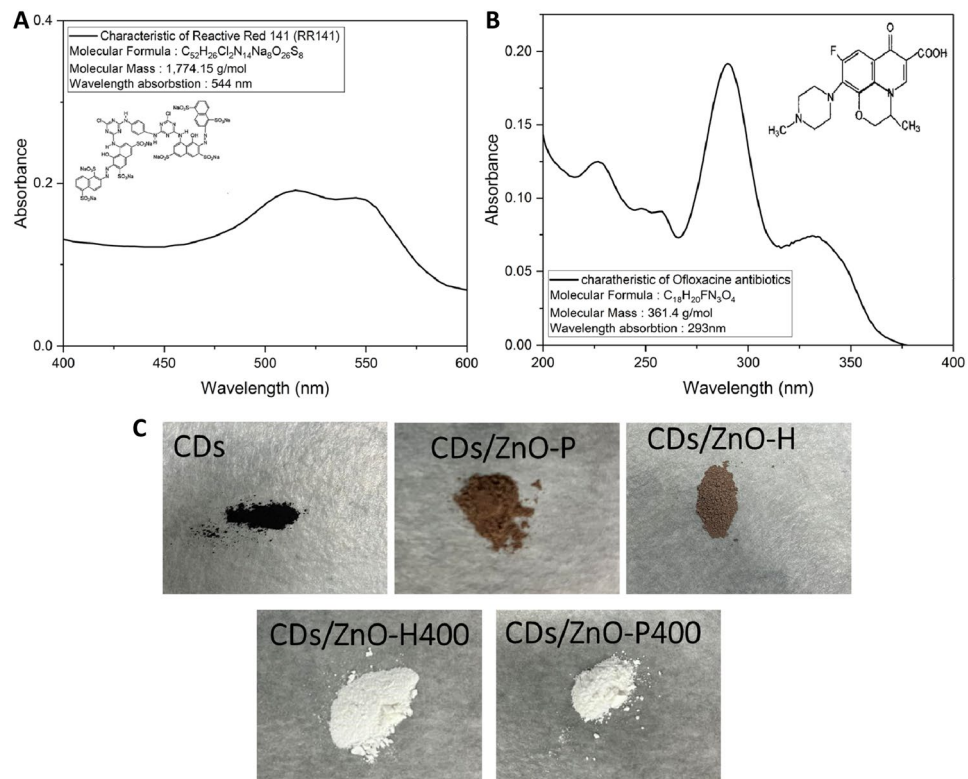 A
0.4
0.2
0.0
Absorbance
400
450
500
550
600
Wavelength (nm)
Characteristic of Reactive Red 141 (RR141)
Molecular Formula : C₅₂H₂₆Cl₂N₁₄Na₈O₂₆S₈
Molecular Mass : 1,774.15 g/mol
Wavelength absorbstion : 544 nm
B
0.20
0.15
0.10
0.05
0.00
Absorbance
200
250
300
350
400
Wavelength (nm)
O
F
COOH
N
N
N
H₃C
O
CH₃
charatheristic of Ofloxacine antibiotics
Molecular Formula : C₁₈H₂₀FN₃O₄
Molecular Mass : 361.4 g/mol
Wavelength absorbtion : 293nm
C
CDs
CDs/ZnO-P
CDs/ZnO-H
CDs/ZnO-H400
CDs/ZnO-P400